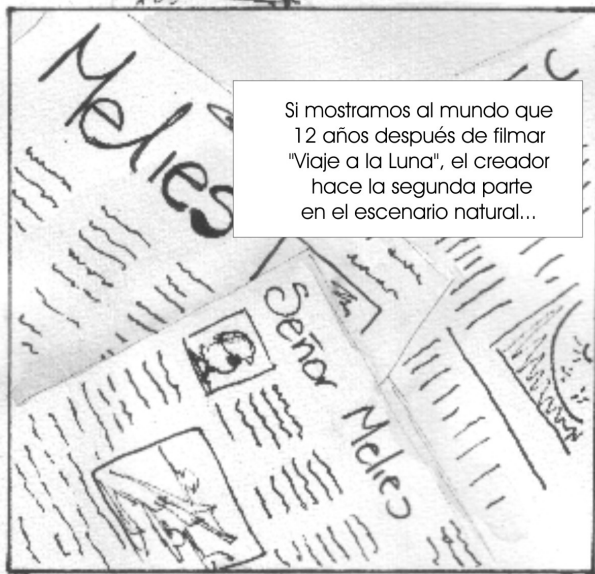 Melies
Si mostramos al mundo que
12 años después de filmar
"Viaje a la Luna", el creador
hace la segunda parte
en el escenario natural...
Señor Melies